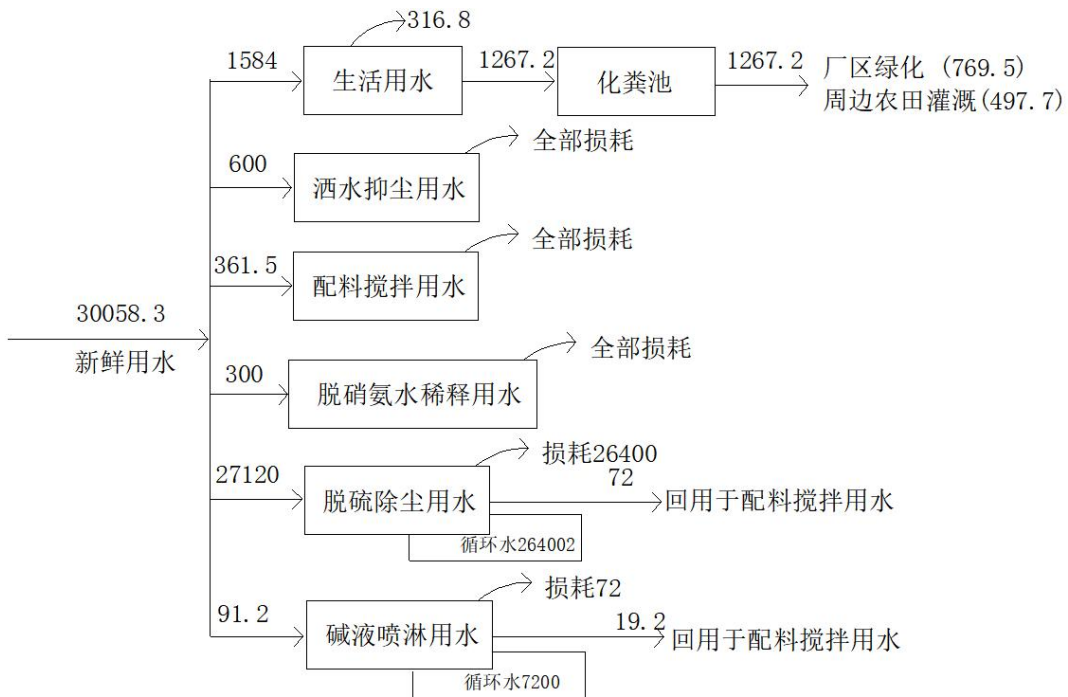 316.8
1584
生活用水
1267.2
化粪池
1267.2
厂区绿化 (769.5)
周边农田灌溉(497.7)
全部损耗
600
洒水抑尘用水
全部损耗
361.5
配料搅拌用水
30058.3
新鲜用水
全部损耗
300
脱硝氨水稀释用水
损耗26400
27120
脱硫除尘用水
72
回用于配料搅拌用水
循环水264002
损耗72
91.2
碱液喷淋用水
19.2
回用于配料搅拌用水
循环水7200